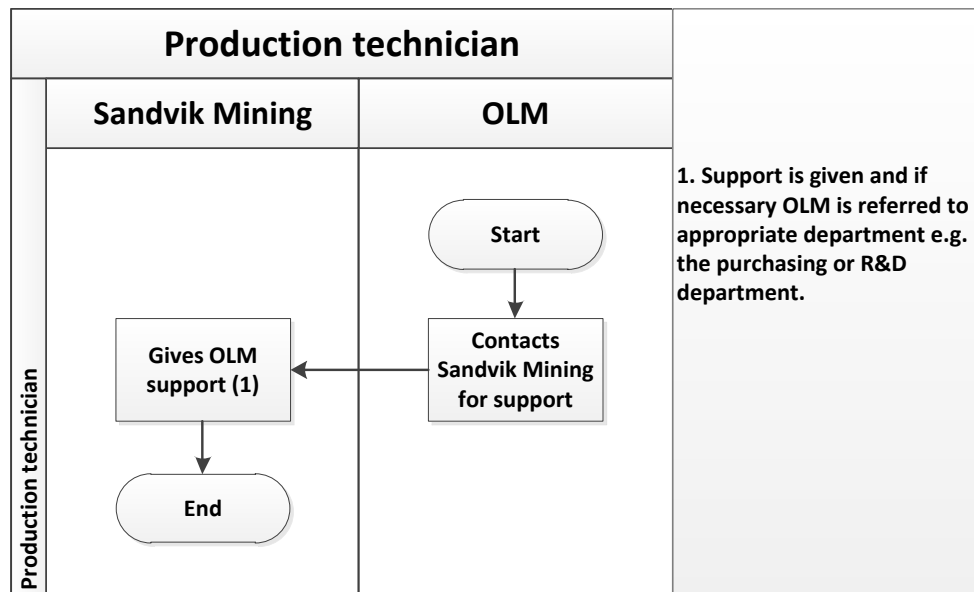 Production technician
Sandvik Mining
OLM
Start
Contacts
Sandvik Mining
for support
Gives OLM
support (1)
End
Production technician
1. Support is given and if
necessary OLM is referred to
appropriate department e.g.
the purchasing or R&D
department.